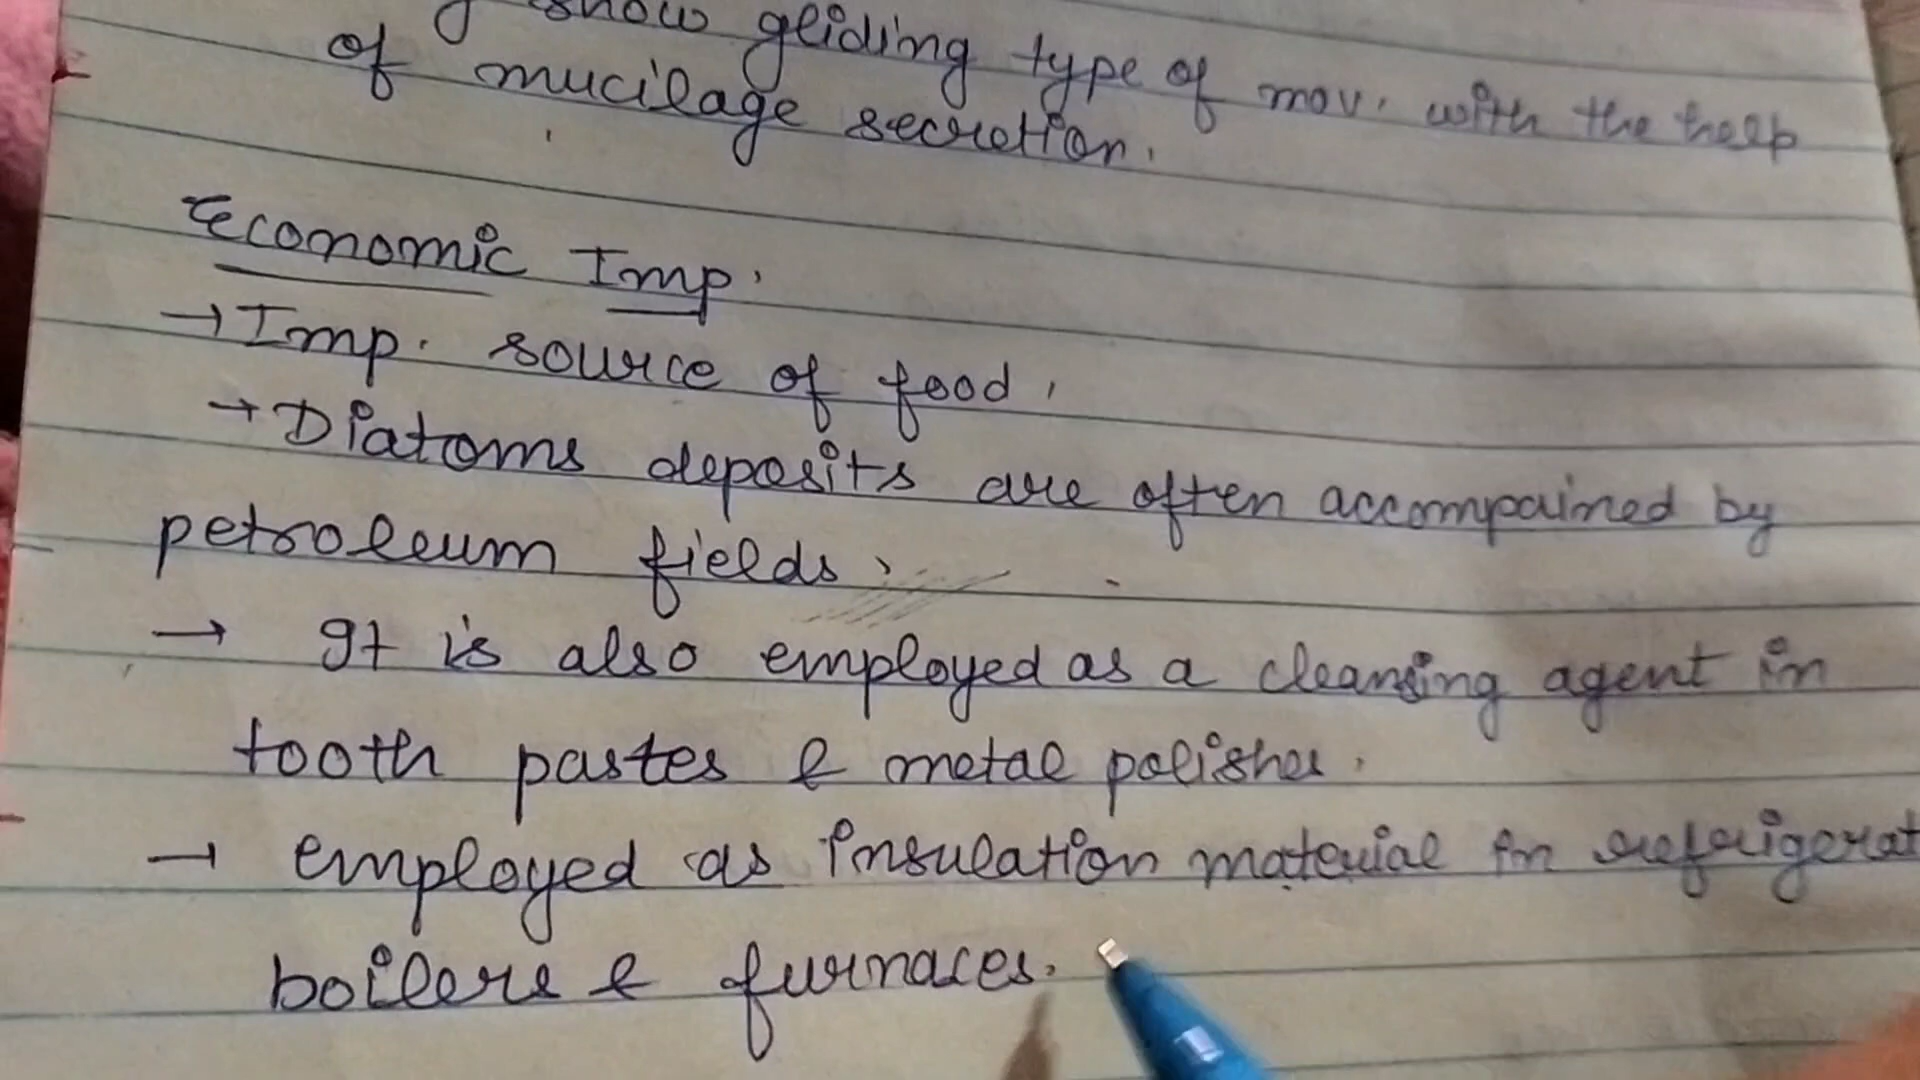 show gliding type of mov. with the help
of mucilage secretion.
Economic Imp.
→ Imp. source of food.
→ Diatoms deposits are often accompained by
petroleum fields.
→ It is also employed as a cleansing agent in
tooth pastes & metal polishes.
→ employed as insulation material in refrigerat
boilers & furnaces.